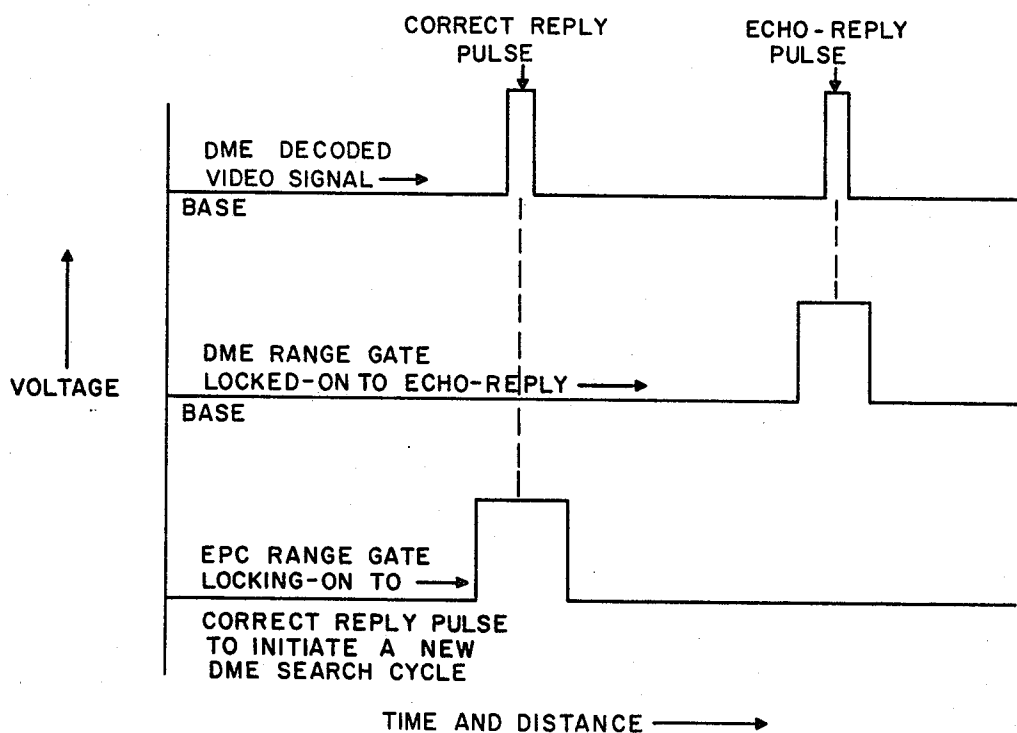 CORRECT REPLY
PULSE
ECHO-REPLY
PULSE
DME DECODED
VIDEO SIGNAL
BASE
VOLTAGE
DME RANGE GATE
LOCKED-ON TO ECHO-REPLY
BASE
EPC RANGE GATE
LOCKING-ON TO
CORRECT REPLY PULSE
TO INITIATE A NEW
DME SEARCH CYCLE
TIME AND DISTANCE